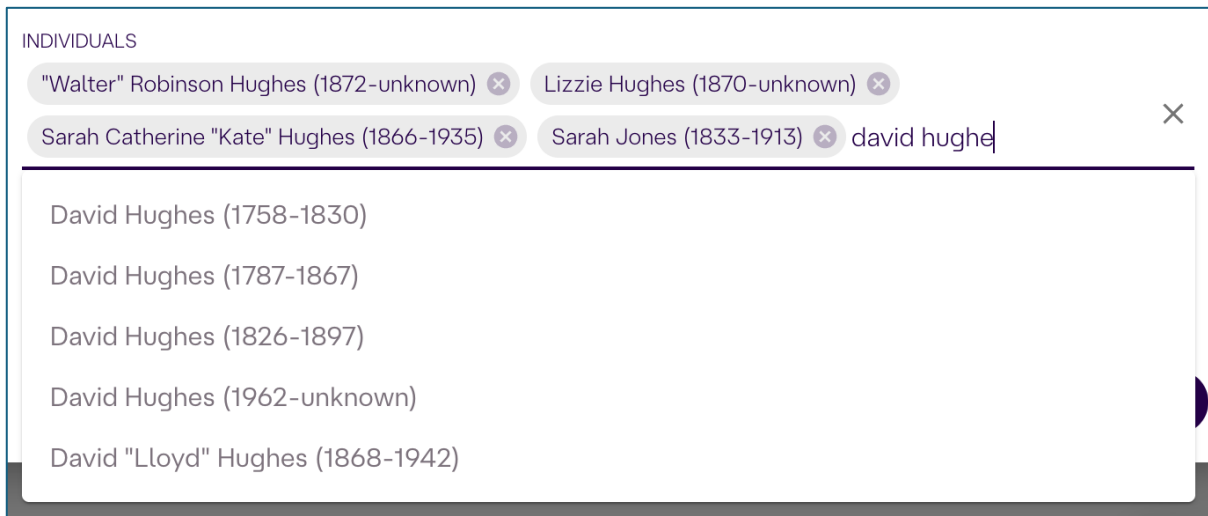 INDIVIDUALS
"Walter" Robinson Hughes (1872-unknown) Lizzie Hughes (1870-unknown)
Sarah Catherine "Kate" Hughes (1866-1935) Sarah Jones (1833-1913) david hughe
David Hughes (1758-1830)
David Hughes (1787-1867)
David Hughes (1826-1897)
David Hughes (1962-unknown)
David "Lloyd" Hughes (1868-1942)